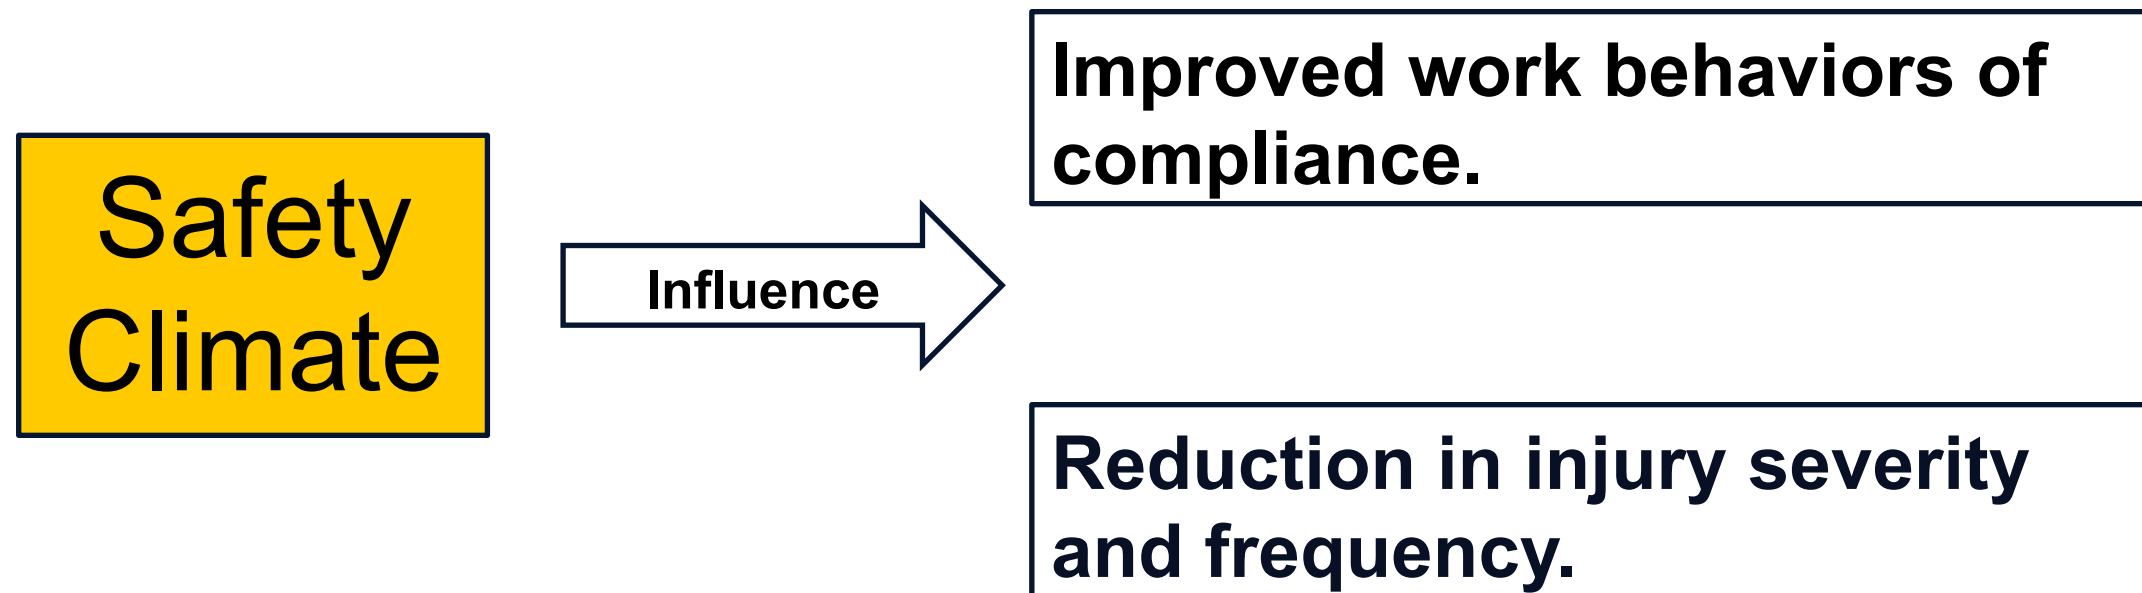 Safety
Climate
Influence
Improved work behaviors of
compliance.
Reduction in injury severity
and frequency.